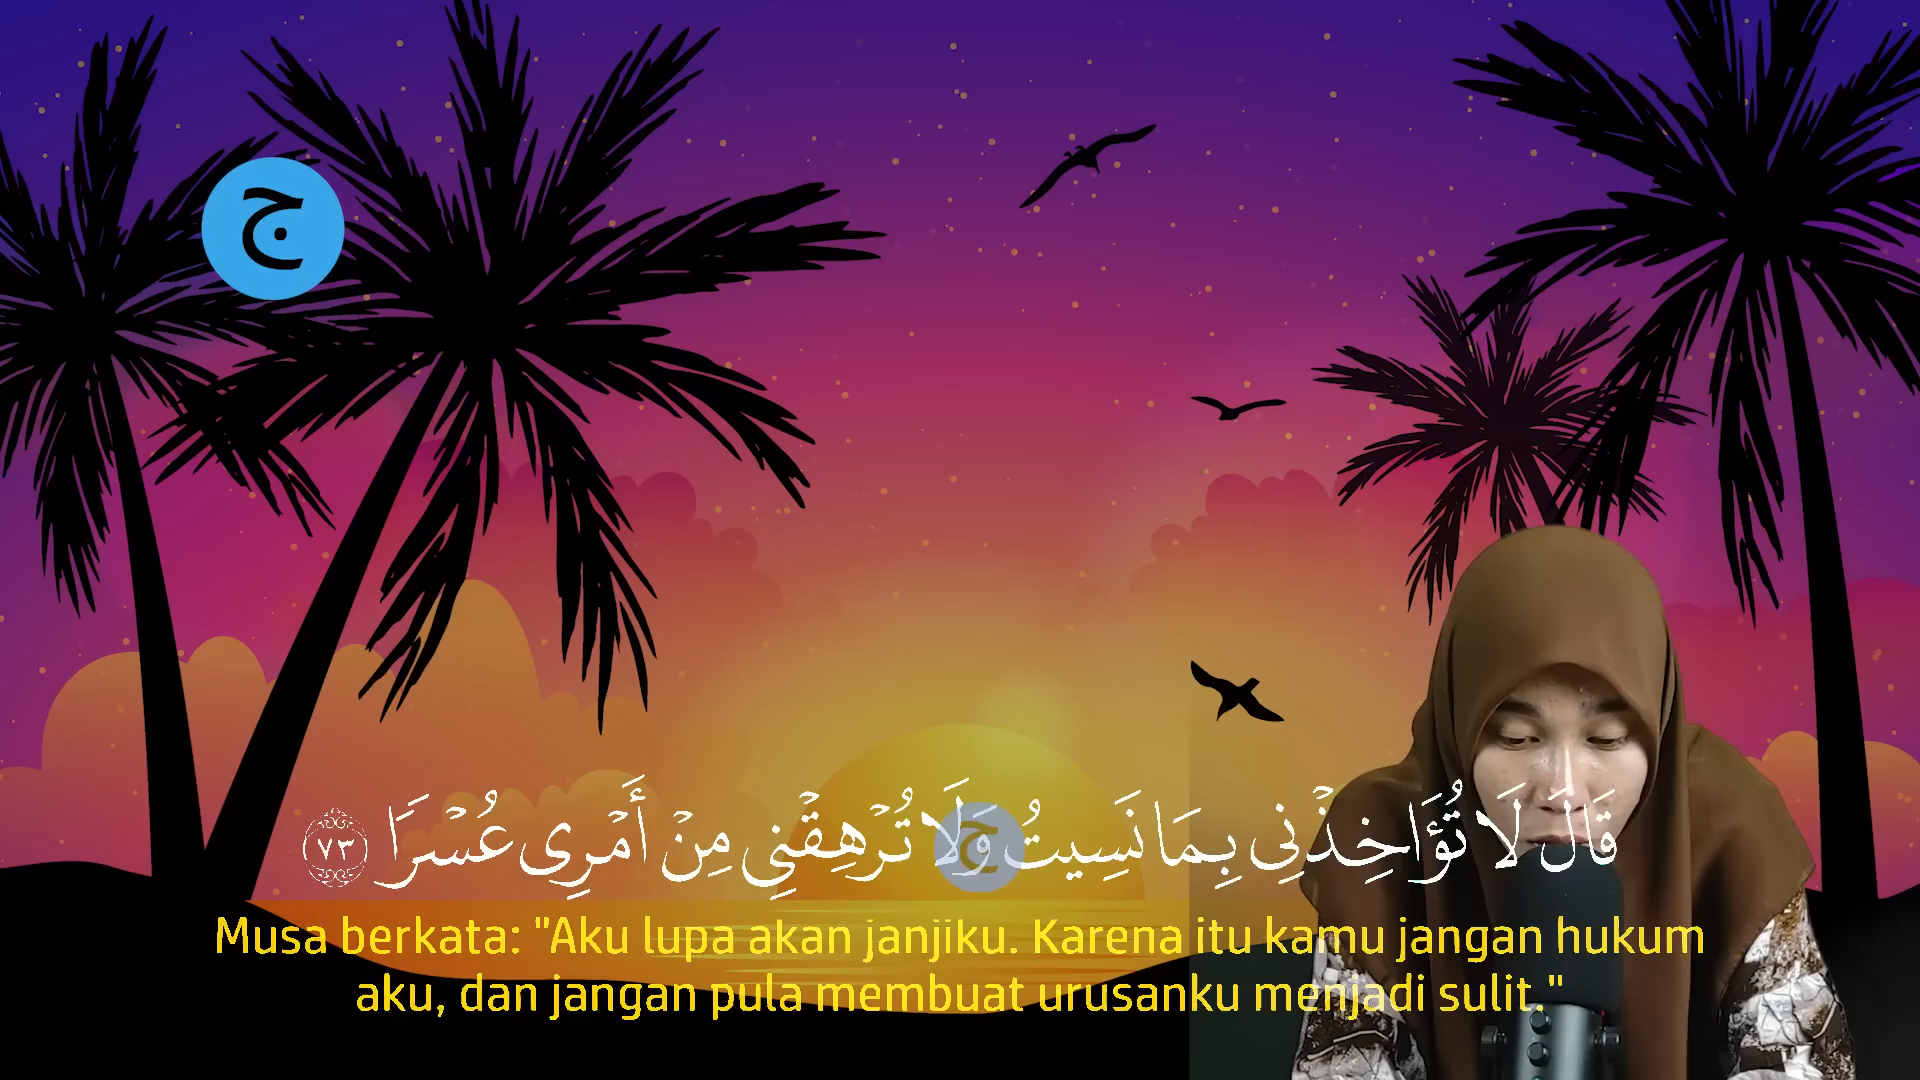 ج
قَالَ لَا تُؤَاخِذْنِى بِمَا نَسِيتُ وَلَا تُرْهِقْنِى مِنْ أَمْرِى عُسْرًا ٧٣
ج
Musa berkata: "Aku lupa akan janjiku. Karena itu kamu jangan hukum
aku, dan jangan pula membuat urusanku menjadi sulit."